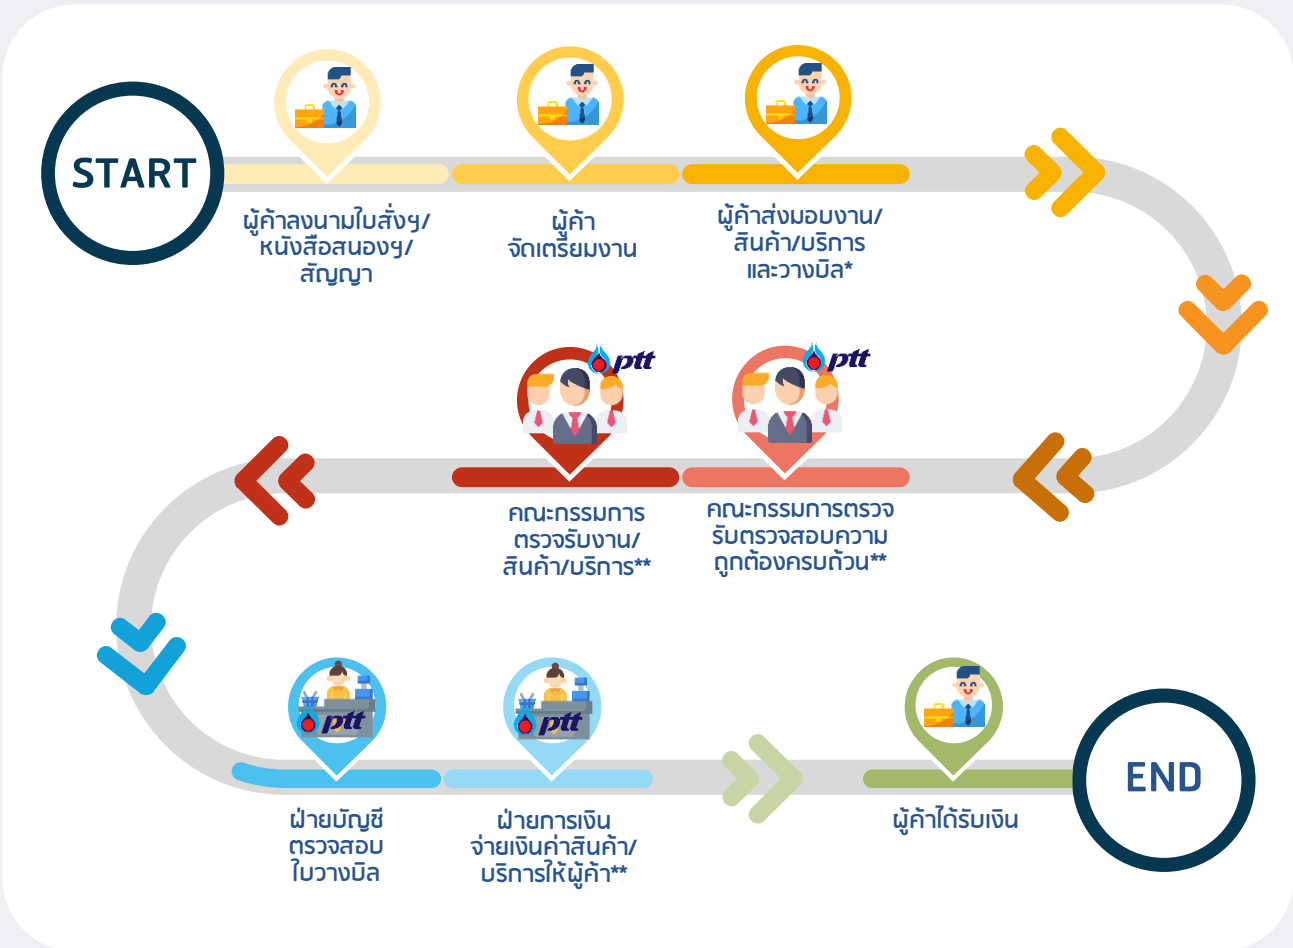 START
ผู้ค้าลงนามใบสั่งฯ/
หนังสือสนองฯ/
สัญญา
ผู้ค้า
จัดเตรียมงาน
ผู้ค้าส่งมอบงาน/
สินค้า/บริการ
และวางบิล*
ptt
ptt
คณะกรรมการตรวจ
รับตรวจสอบความ
ถูกต้องครบถ้วน**
คณะกรรมการ
ตรวจรับงาน/
สินค้า/บริการ**
ptt
ptt
ฝ่ายบัญชี
ตรวจสอบ
ใบวางบิล
ฝ่ายการเงิน
จ่ายเงินค่าสินค้า/
บริการให้ผู้ค้า**
ผู้ค้าได้รับเงิน
END